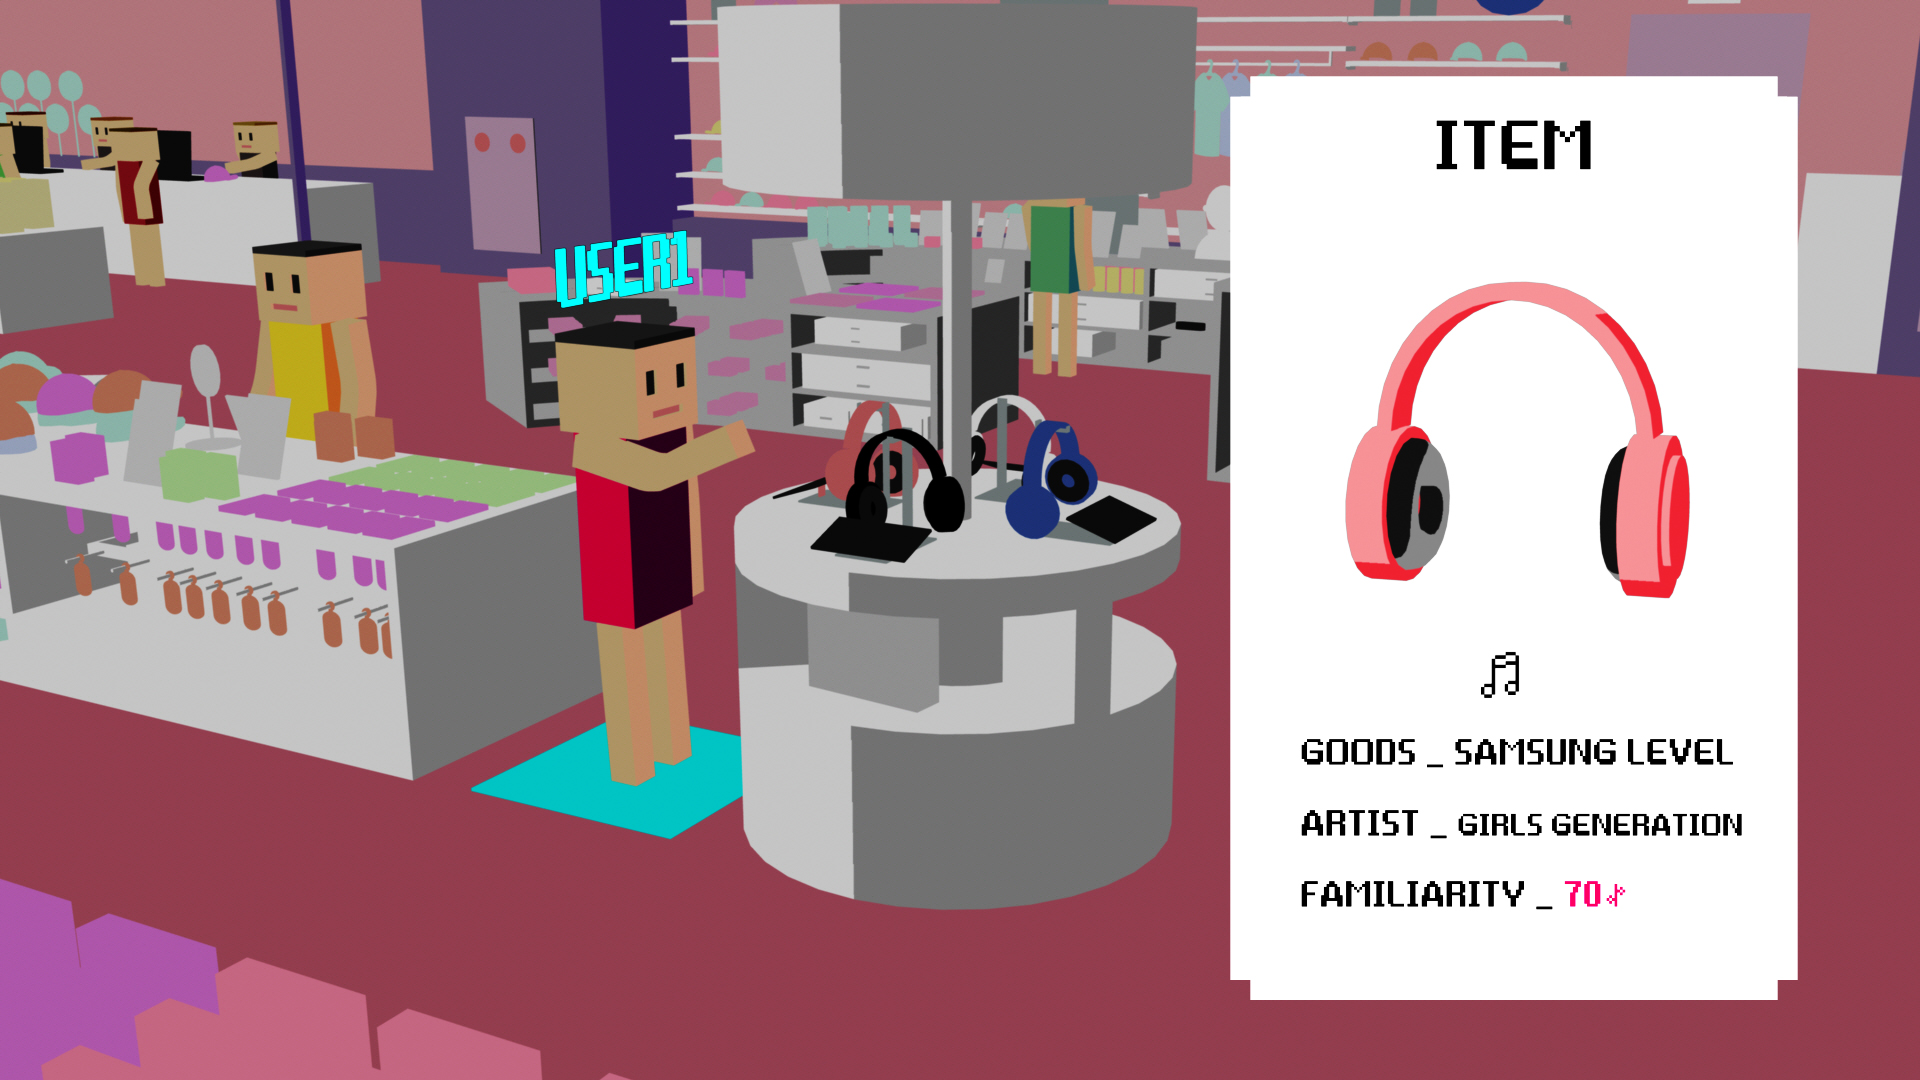 USER1
ITEM
GOODS _ SAMSUNG LEVEL
ARTIST _ GIRLS GENERATION
FAMILIARITY _ 70